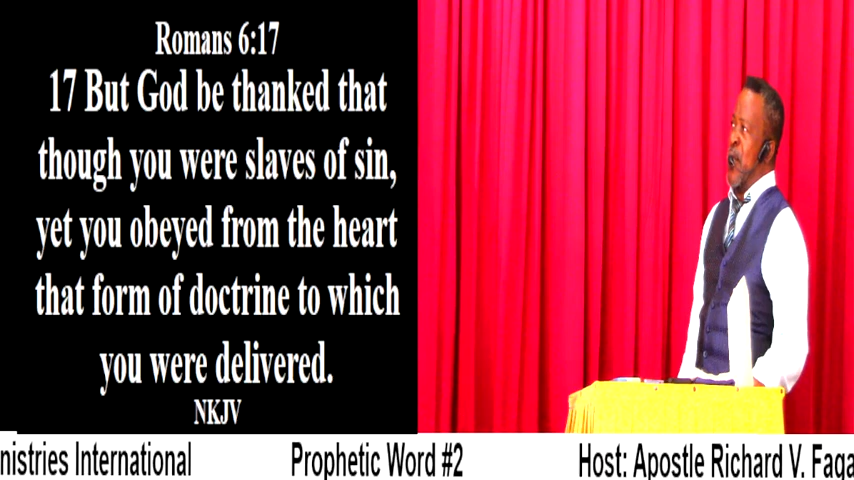 Romans 6:17
17 But God be thanked that
though you were slaves of sin,
yet you obeyed from the heart
that form of doctrine to which
you were delivered.
NKJV
nistries International Prophetic Word #2 Host: Apostle Richard V. Faga